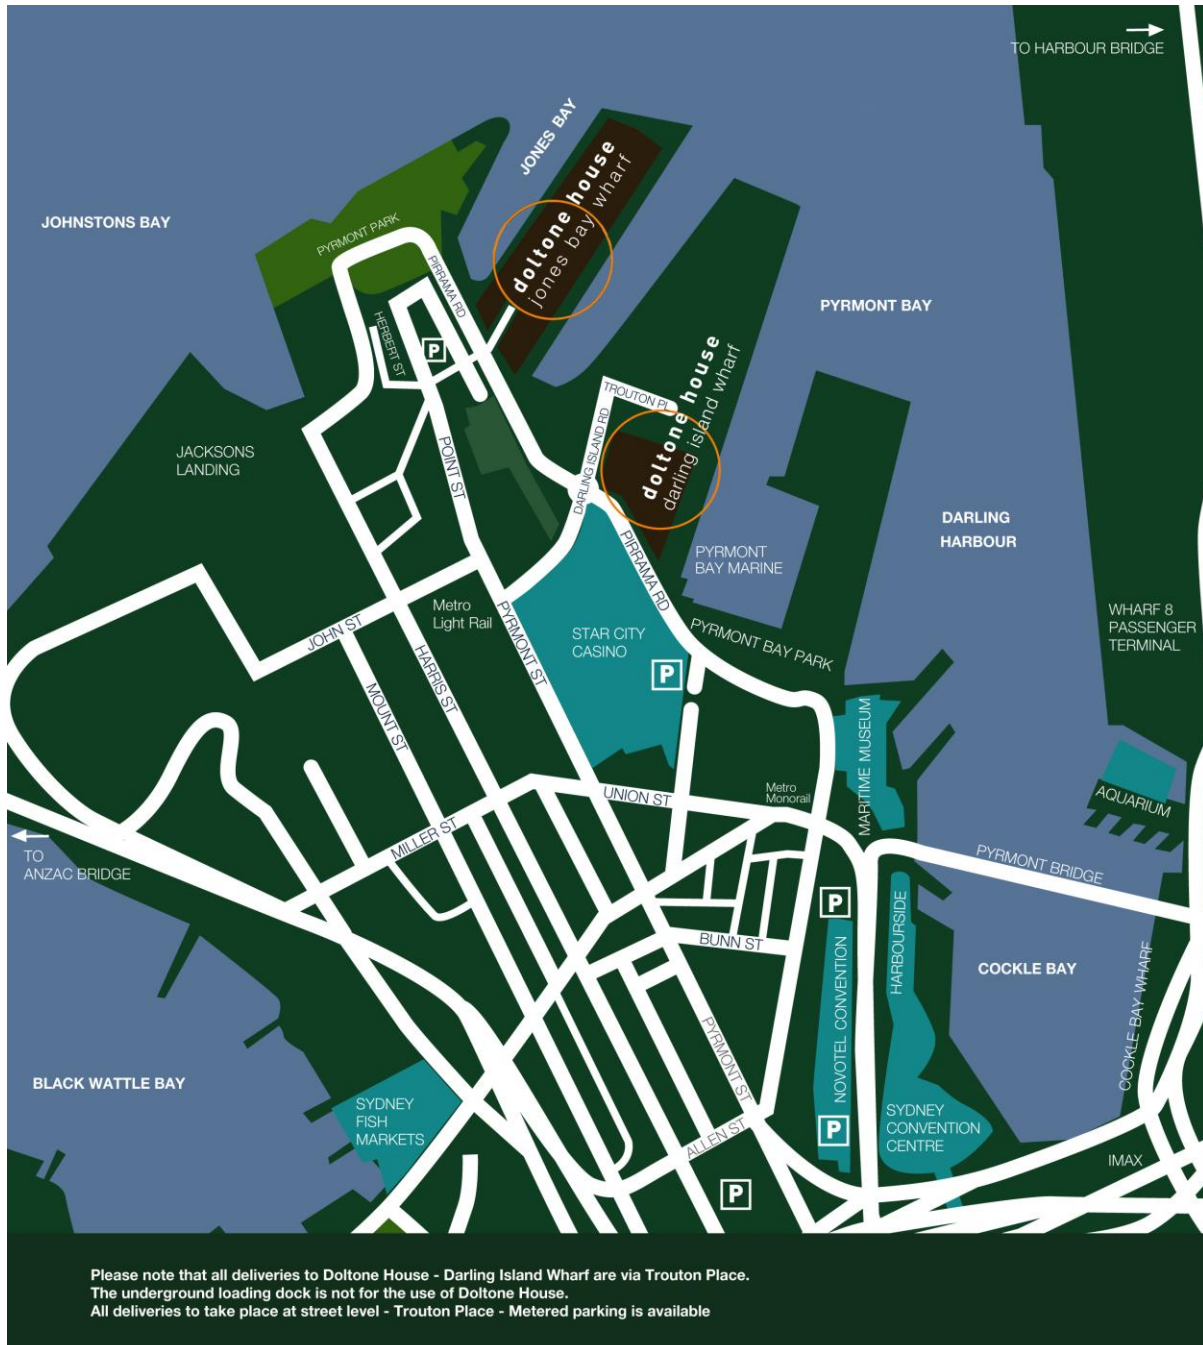 TO HARBOUR BRIDGE
JONES BAY
doltone house
jones bay wharf
JOHNSTONS BAY
PYRMONT PARK
PIRRAMA RD
HERBERT ST
P
PYRMONT BAY
doltone house
darling island wharf
TROUTON PL
DARLING ISLAND RD
JACKSONS
LANDING
POINT ST
DARLING
HARBOUR
PIRRAMA RD
PYRMONT
BAY MARINE
Metro
Light Rail
JOHN ST
STAR CITY
CASINO
PYRMONT BAY PARK
WHARF 8
PASSENGER
TERMINAL
P
MOUNT ST
HARRIS ST
PYRMONT ST
MARITIME MUSEUM
Metro
Monorail
UNION ST
AQUARIUM
MILLER ST
TO
ANZAC BRIDGE
PYRMONT BRIDGE
P
BUNN ST
NOVOTEL CONVENTION
HARBOURSIDE
COCKLE BAY
COCKLE BAY WHARF
PYRMONT ST
BLACK WATTLE BAY
SYDNEY
FISH
MARKETS
ALLEN ST
P
SYDNEY
CONVENTION
CENTRE
IMAX
P
Please note that all deliveries to Doltone House - Darling Island Wharf are via Trouton Place.
The underground loading dock is not for the use of Doltone House.
All deliveries to take place at street level - Trouton Place - Metered parking is available